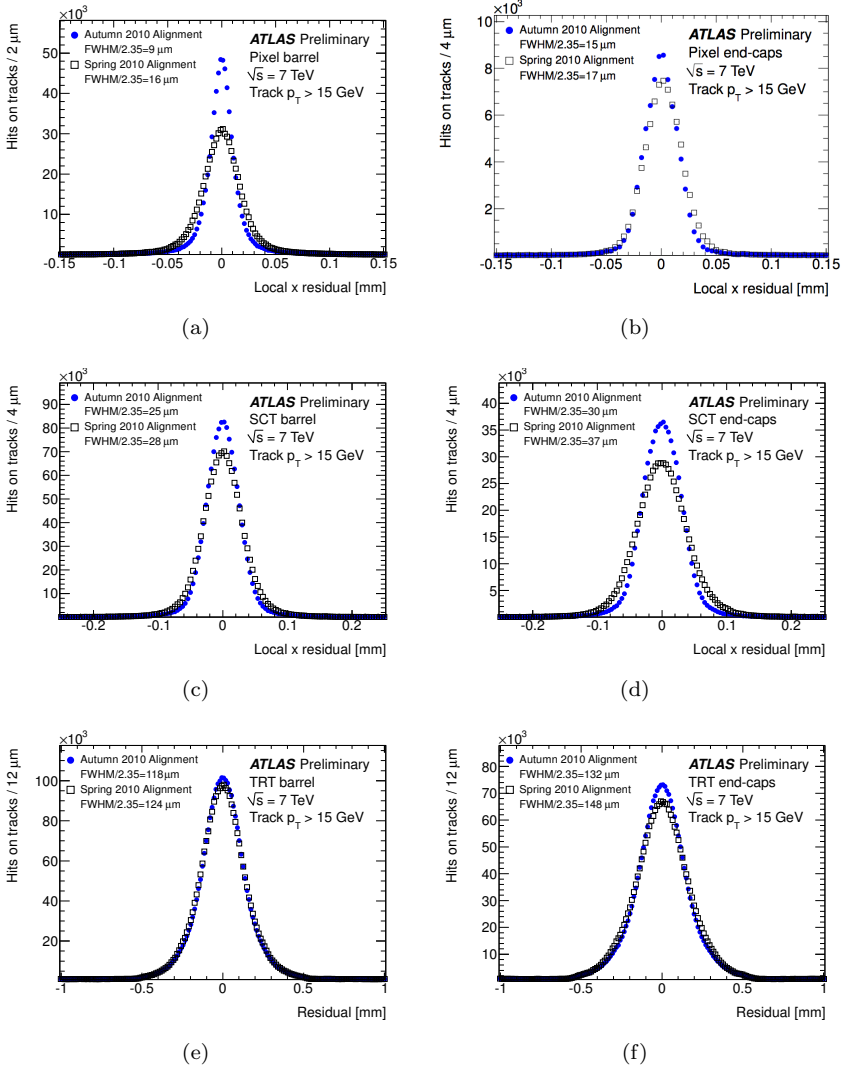 ×10³
Hits on tracks / 2 μm
Autumn 2010 Alignment
FWHM/2.35=9 μm
Spring 2010 Alignment
FWHM/2.35=16 μm
ATLAS Preliminary
Pixel barrel
√s = 7 TeV
Track p_T > 15 GeV
60
50
40
30
20
10
-0.15 -0.10 -0.05 0 0.05 0.10 0.15
Local x residual [mm]
(a)
×10³
Hits on tracks / 4 μm
Autumn 2010 Alignment
FWHM/2.35=15 μm
Spring 2010 Alignment
FWHM/2.35=17 μm
ATLAS Preliminary
Pixel end-caps
√s = 7 TeV
Track p_T > 15 GeV
10
8
6
4
2
-0.15 -0.10 -0.05 0 0.05 0.10 0.15
Local x residual [mm]
(b)
×10³
Hits on tracks / 4 μm
Autumn 2010 Alignment
FWHM/2.35=25 μm
Spring 2010 Alignment
FWHM/2.35=28 μm
ATLAS Preliminary
SCT barrel
√s = 7 TeV
Track p_T > 15 GeV
90
80
70
60
50
40
30
20
10
-0.2 -0.1 0 0.1 0.2
Local x residual [mm]
(c)
×10³
Hits on tracks / 4 μm
Autumn 2010 Alignment
FWHM/2.35=30 μm
Spring 2010 Alignment
FWHM/2.35=37 μm
ATLAS Preliminary
SCT end-caps
√s = 7 TeV
Track p_T > 15 GeV
40
35
30
25
20
15
10
5
-0.2 -0.1 0 0.1 0.2
Local x residual [mm]
(d)
×10³
Hits on tracks / 12 μm
Autumn 2010 Alignment
FWHM/2.35=118 μm
Spring 2010 Alignment
FWHM/2.35=124 μm
ATLAS Preliminary
TRT barrel
√s = 7 TeV
Track p_T > 15 GeV
100
80
60
40
20
-1 -0.5 0 0.5 1
Residual [mm]
(e)
×10³
Hits on tracks / 12 μm
Autumn 2010 Alignment
FWHM/2.35=132 μm
Spring 2010 Alignment
FWHM/2.35=148 μm
ATLAS Preliminary
TRT end-caps
√s = 7 TeV
Track p_T > 15 GeV
80
70
60
50
40
30
20
10
-1 -0.5 0 0.5 1
Residual [mm]
(f)